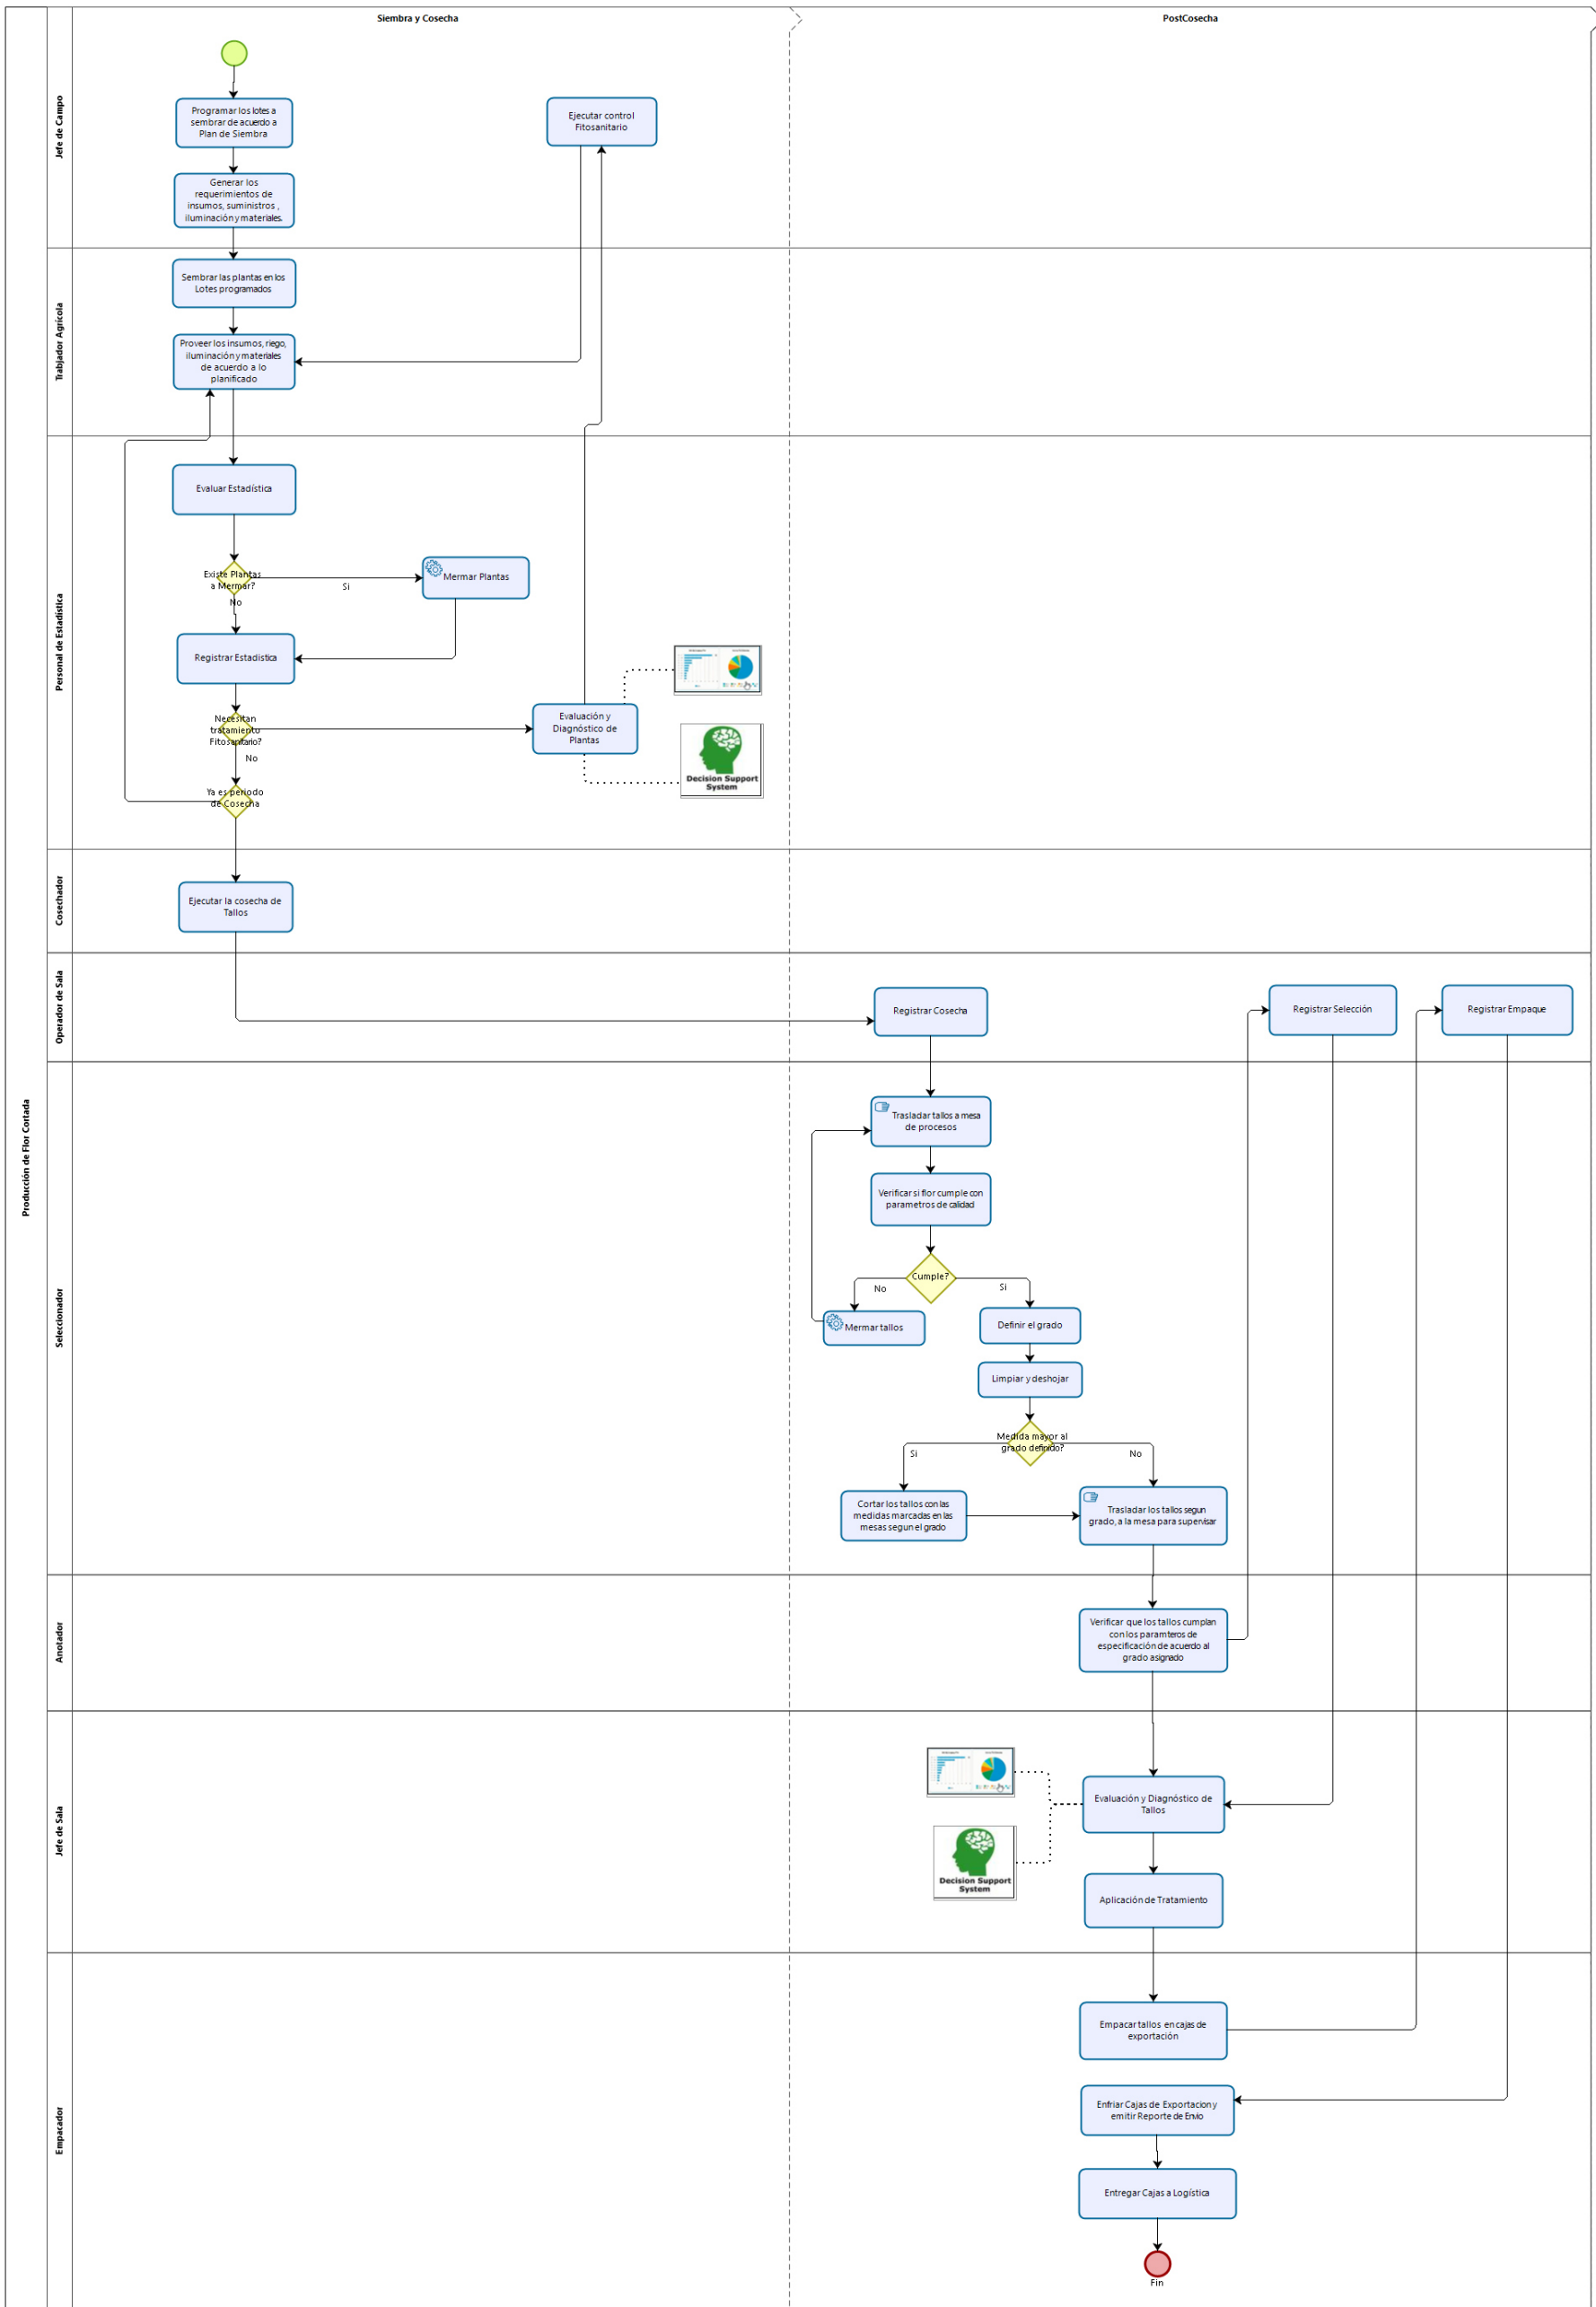 Siembra y Cosecha
PostCosecha
Producción de Flor Cortada
Jefe de Campo
Programar los lotes a
sembrar de acuerdo a
Plan de Siembra
Ejecutar control
Fitosanitario
Generar los
requerimientos de
insumos, suministros ,
iluminación y materiales.
Trabjador Agrícola
Sembrar las plantas en los
Lotes programados
Proveer los insumos, riego,
iluminación y materiales
de acuerdo a lo
planificado
Personal de Estadística
Evaluar Estadística
Existe Plantas
a Mermar?
Si
No
Mermar Plantas
Registrar Estadistica
Necesitan
tratamiento
Fitosanitario?
No
Evaluación y
Diagnóstico de
Plantas
Decision Support
System
Ya es periodo
de Cosecha
Cosechador
Ejecutar la cosecha de
Tallos
Operador de Sala
Registrar Cosecha
Registrar Selección
Registrar Empaque
Seleccionador
Trasladar tallos a mesa
de procesos
Verificar si flor cumple con
parametros de calidad
Cumple?
No
Si
Mermar tallos
Definir el grado
Limpiar y deshojar
Medida mayor al
grado definido?
Si
No
Cortar los tallos con las
medidas marcadas en las
mesas segun el grado
Trasladar los tallos segun
grado, a la mesa para supervisar
Anotador
Verificar que los tallos cumplan
con los paramteros de
especificación de acuerdo al
grado asignado
Jefe de Sala
Evaluación y Diagnóstico de
Tallos
Decision Support
System
Aplicación de Tratamiento
Empacador
Empacar tallos en cajas de
exportación
Enfriar Cajas de Exportacion y
emitir Reporte de Envio
Entregar Cajas a Logística
Fin